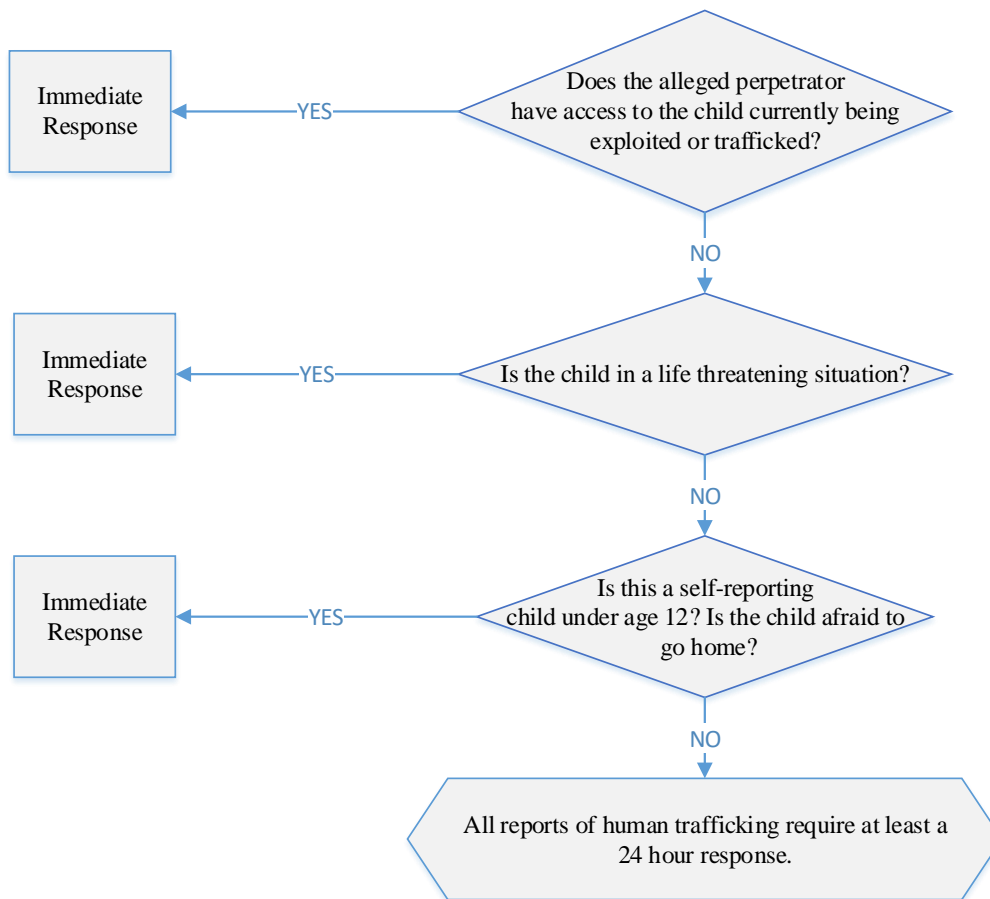 Does the alleged perpetrator
have access to the child currently being
exploited or trafficked?
YES
Immediate
Response
NO
Is the child in a life threatening situation?
YES
Immediate
Response
NO
Is this a self-reporting
child under age 12? Is the child afraid to
go home?
YES
Immediate
Response
NO
All reports of human trafficking require at least a
24 hour response.